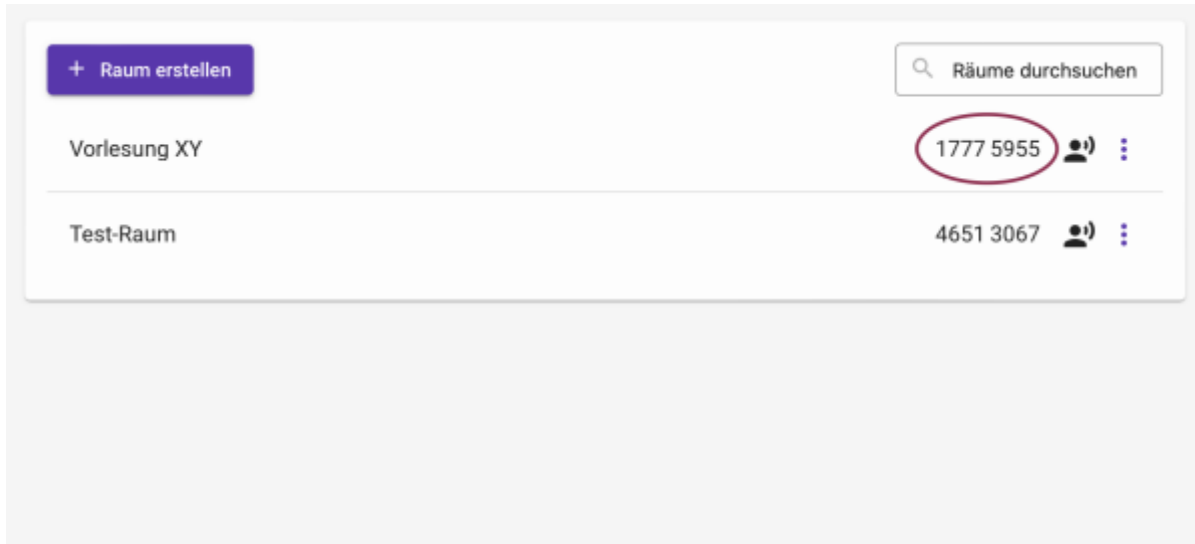 + Raum erstellen Räume durchsuchen
Vorlesung XY 1777 5955
Test-Raum 4651 3067